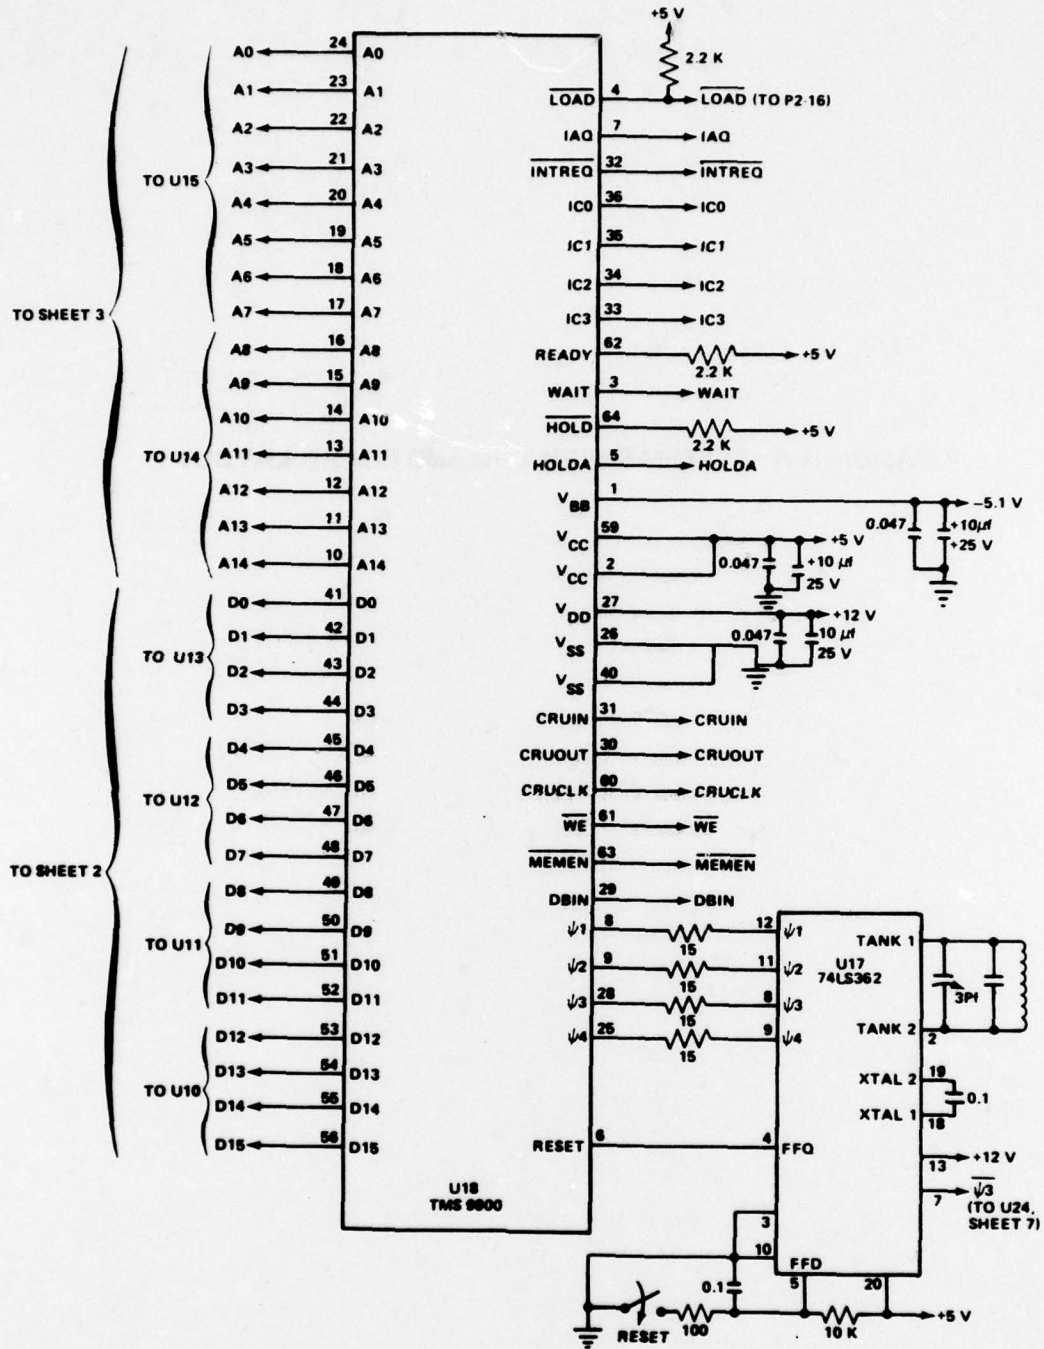 +5 V
2.2 K
A0 24 A0
A1 23 A1
A2 22 A2
A3 21 A3
A4 20 A4
A5 19 A5
A6 18 A6
A7 17 A7
TO U15
A8 16 A8
A9 15 A9
A10 14 A10
A11 13 A11
A12 12 A12
A13 11 A13
A14 10 A14
TO U14
TO SHEET 3
D0 41 D0
D1 42 D1
D2 43 D2
D3 44 D3
TO U13
D4 45 D4
D5 46 D5
D6 47 D6
D7 48 D7
TO U12
D8 49 D8
D9 50 D9
D10 51 D10
D11 52 D11
TO U11
D12 53 D12
D13 54 D13
D14 55 D14
D15 56 D15
TO U10
TO SHEET 2
U18
TMS 9900
LOAD 4 LOAD (TO P2-16)
IAQ 7 IAQ
INTREQ 32 INTREQ
IC0 36 IC0
IC1 35 IC1
IC2 34 IC2
IC3 33 IC3
READY 62 2.2 K +5 V
WAIT 3 WAIT
HOLD 64 2.2 K +5 V
HOLDA 5 HOLDA
VBB 1 -5.1 V
0.047 +10μf
+25 V
VCC 59 +5 V
VCC 2 0.047 +10 μf
25 V
VDD 27 +12 V
VSS 26 0.047 10 μf
25 V
VSS 40
CRUIN 31 CRUIN
CRUOUT 30 CRUOUT
CRUCLK 60 CRUCLK
WE 61 WE
MEMEN 63 MEMEN
DBIN 29 DBIN
ψ1 8 15 12 ψ1
ψ2 9 15 11 ψ2
ψ3 28 15 8 ψ3
ψ4 25 15 9 ψ4
RESET 6 4 FFQ
U17
74LS362
TANK 1
3Pf
TANK 2
2
XTAL 2 19
0.1
XTAL 1 18
13 +12 V
7 ψ3
(TO U24,
SHEET 7)
3
10
FFD
5 20
0.1
RESET 100 10 K +5 V